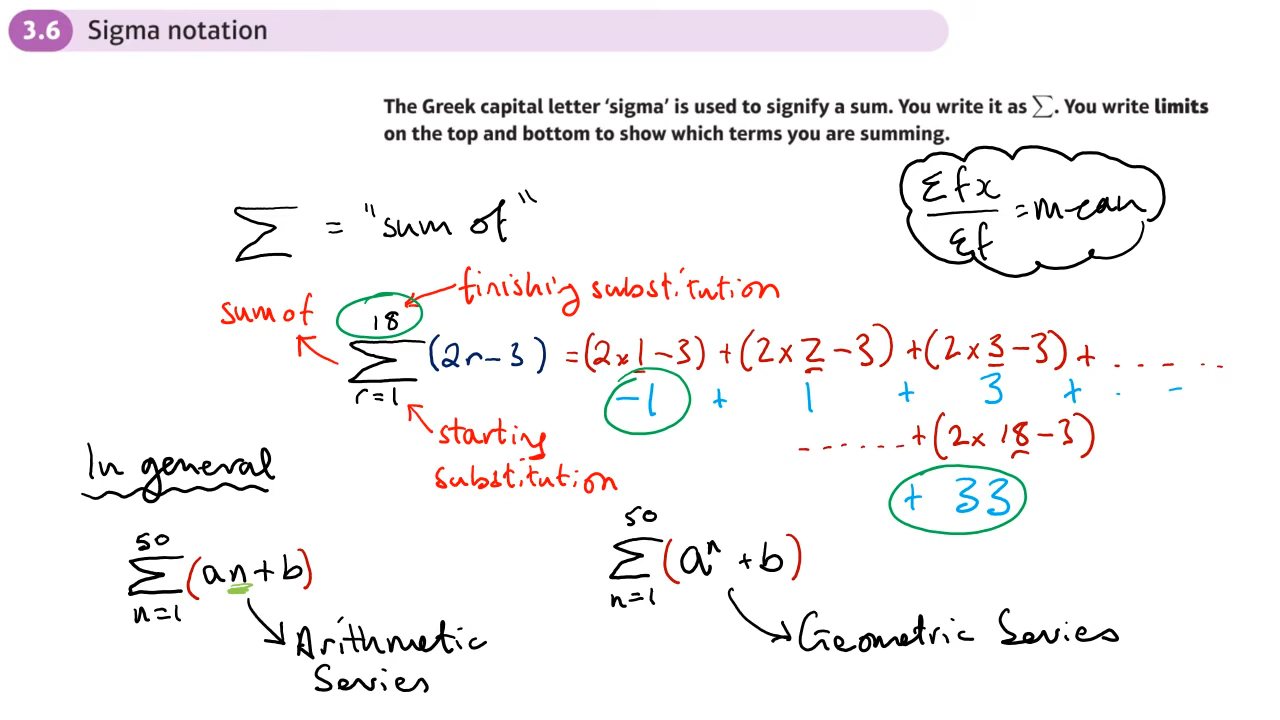 3.6 Sigma notation
The Greek capital letter ‘sigma’ is used to signify a sum. You write it as ∑. You write limits
on the top and bottom to show which terms you are summing.
Σfx
= mean
Σf
∑ = "sum of"
finishing substitution
sum of
18
∑ (2r-3) = (2×1-3) + (2×2-3) + (2×3-3) + ......
r=1
-1 + 1 + 3 + . -
...... + (2×18-3)
starting
substitution
+ 33
In general
50
∑ (an+b)
n=1
Arithmetic
Series
50
∑ (aⁿ+b)
n=1
Geometric Series